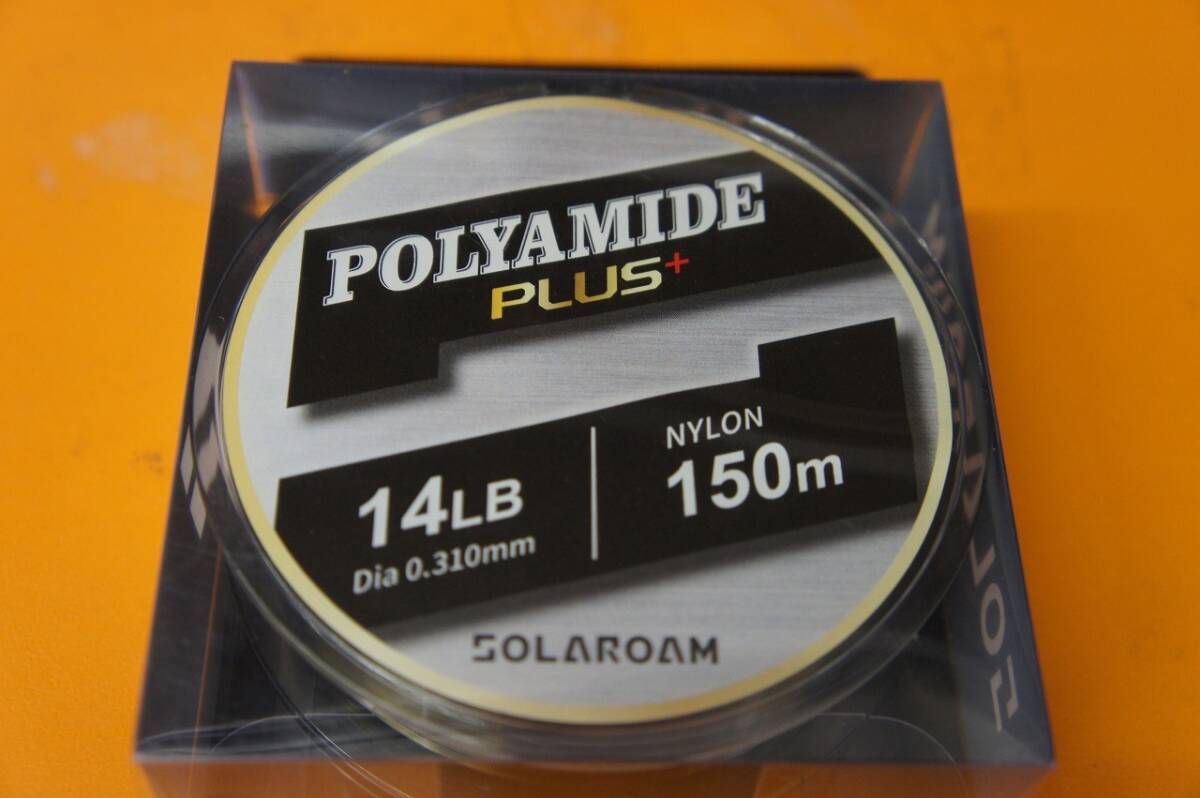 POLYAMIDE
PLUS+
14LB
Dia 0.310mm
NYLON
150m
SOLAROAM